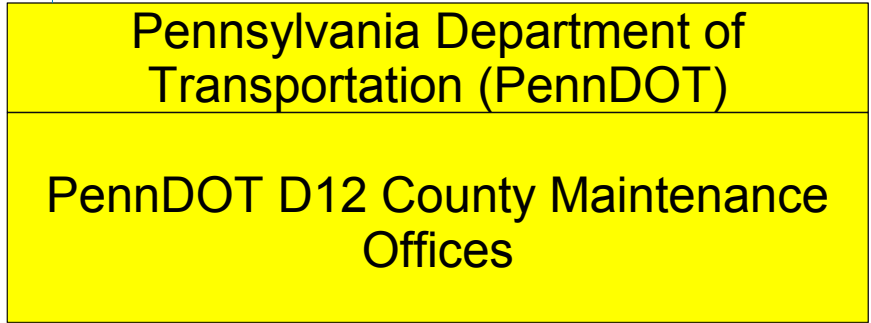 Pennsylvania Department of
Transportation (PennDOT)
PennDOT D12 County Maintenance
Offices